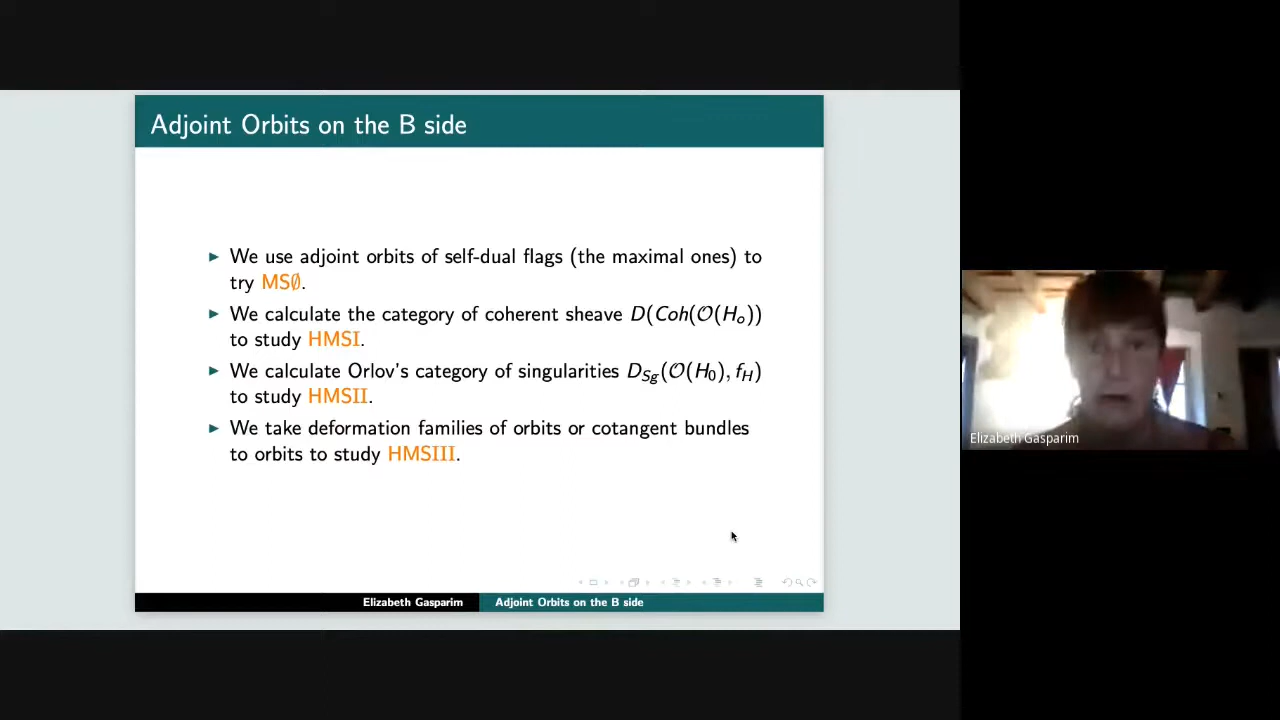 Adjoint Orbits on the B side
▶ We use adjoint orbits of self-dual flags (the maximal ones) to
try MS∅.
▶ We calculate the category of coherent sheave D(Coh(𝒪(Hₒ))
to study HMSI.
▶ We calculate Orlov's category of singularities D_Sg(𝒪(H₀), f_H)
to study HMSII.
▶ We take deformation families of orbits or cotangent bundles
to orbits to study HMSIII.
Elizabeth Gasparim
Adjoint Orbits on the B side
Elizabeth Gasparim